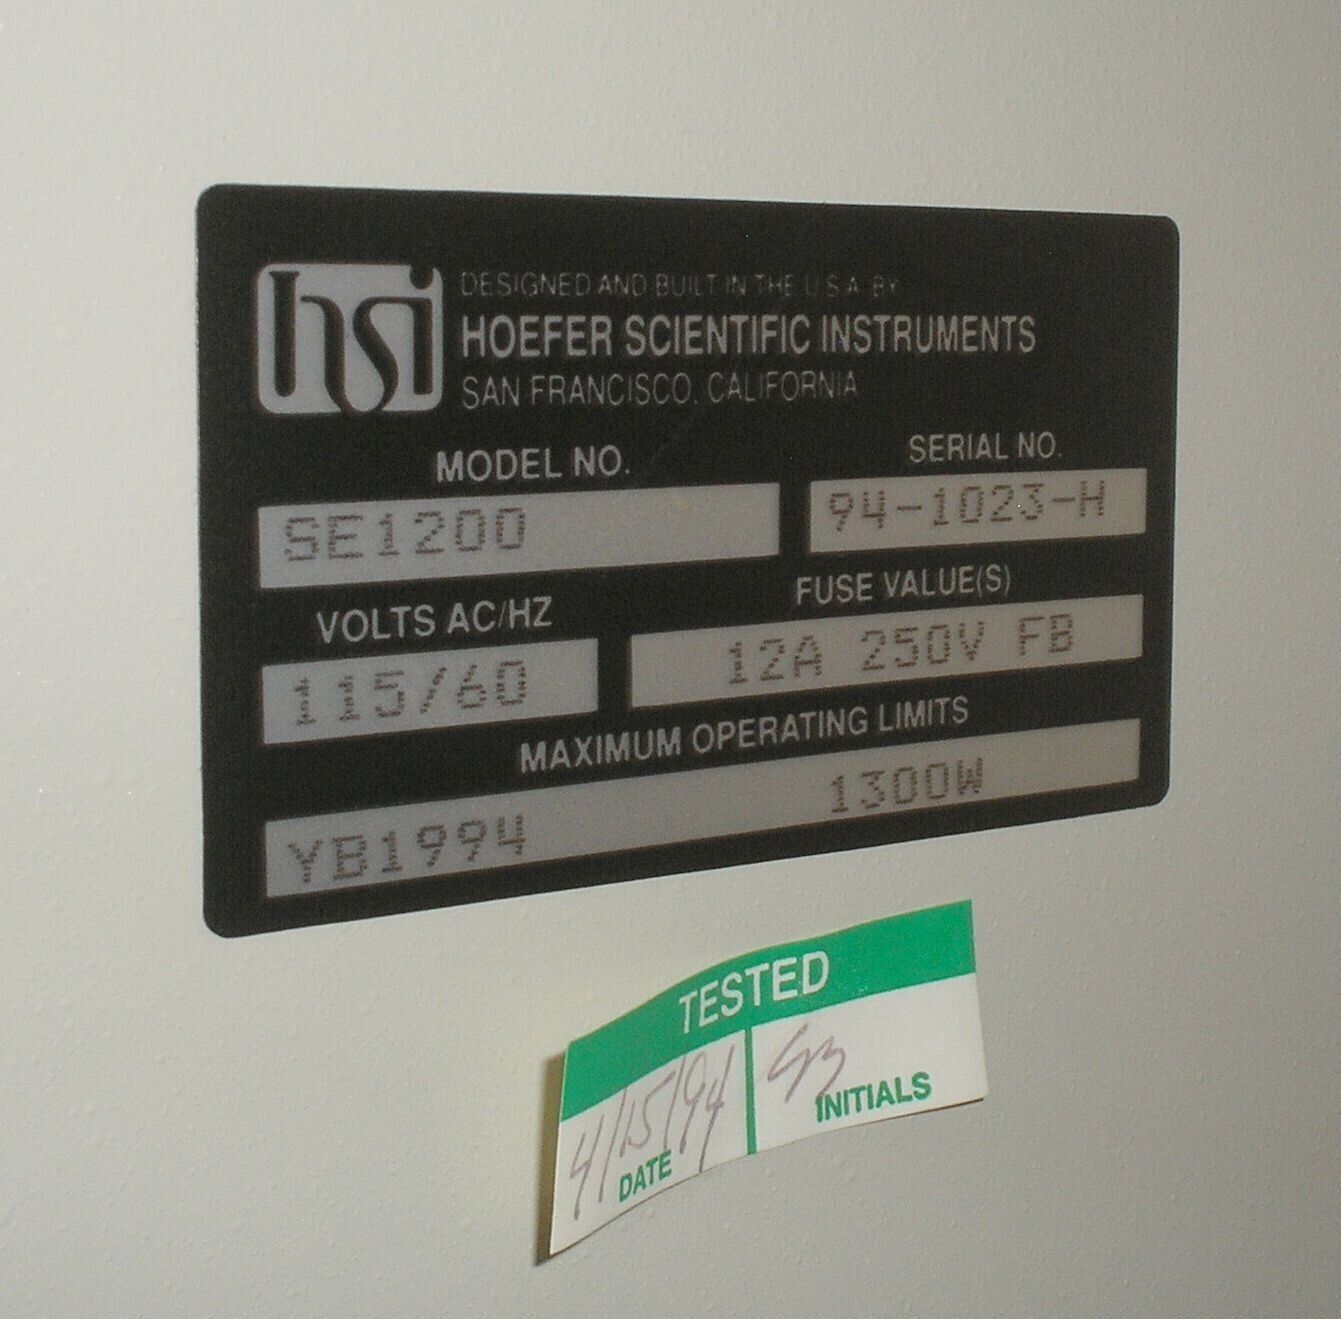 hsi
DESIGNED AND BUILT IN THE U.S.A. BY
HOEFER SCIENTIFIC INSTRUMENTS
SAN FRANCISCO, CALIFORNIA
MODEL NO. SERIAL NO.
SE1200 94-1023-H
VOLTS AC/HZ FUSE VALUE(S)
115/60 12A 250V FB
MAXIMUM OPERATING LIMITS
YB1994 1300W
TESTED
4/15/94
DATE INITIALS